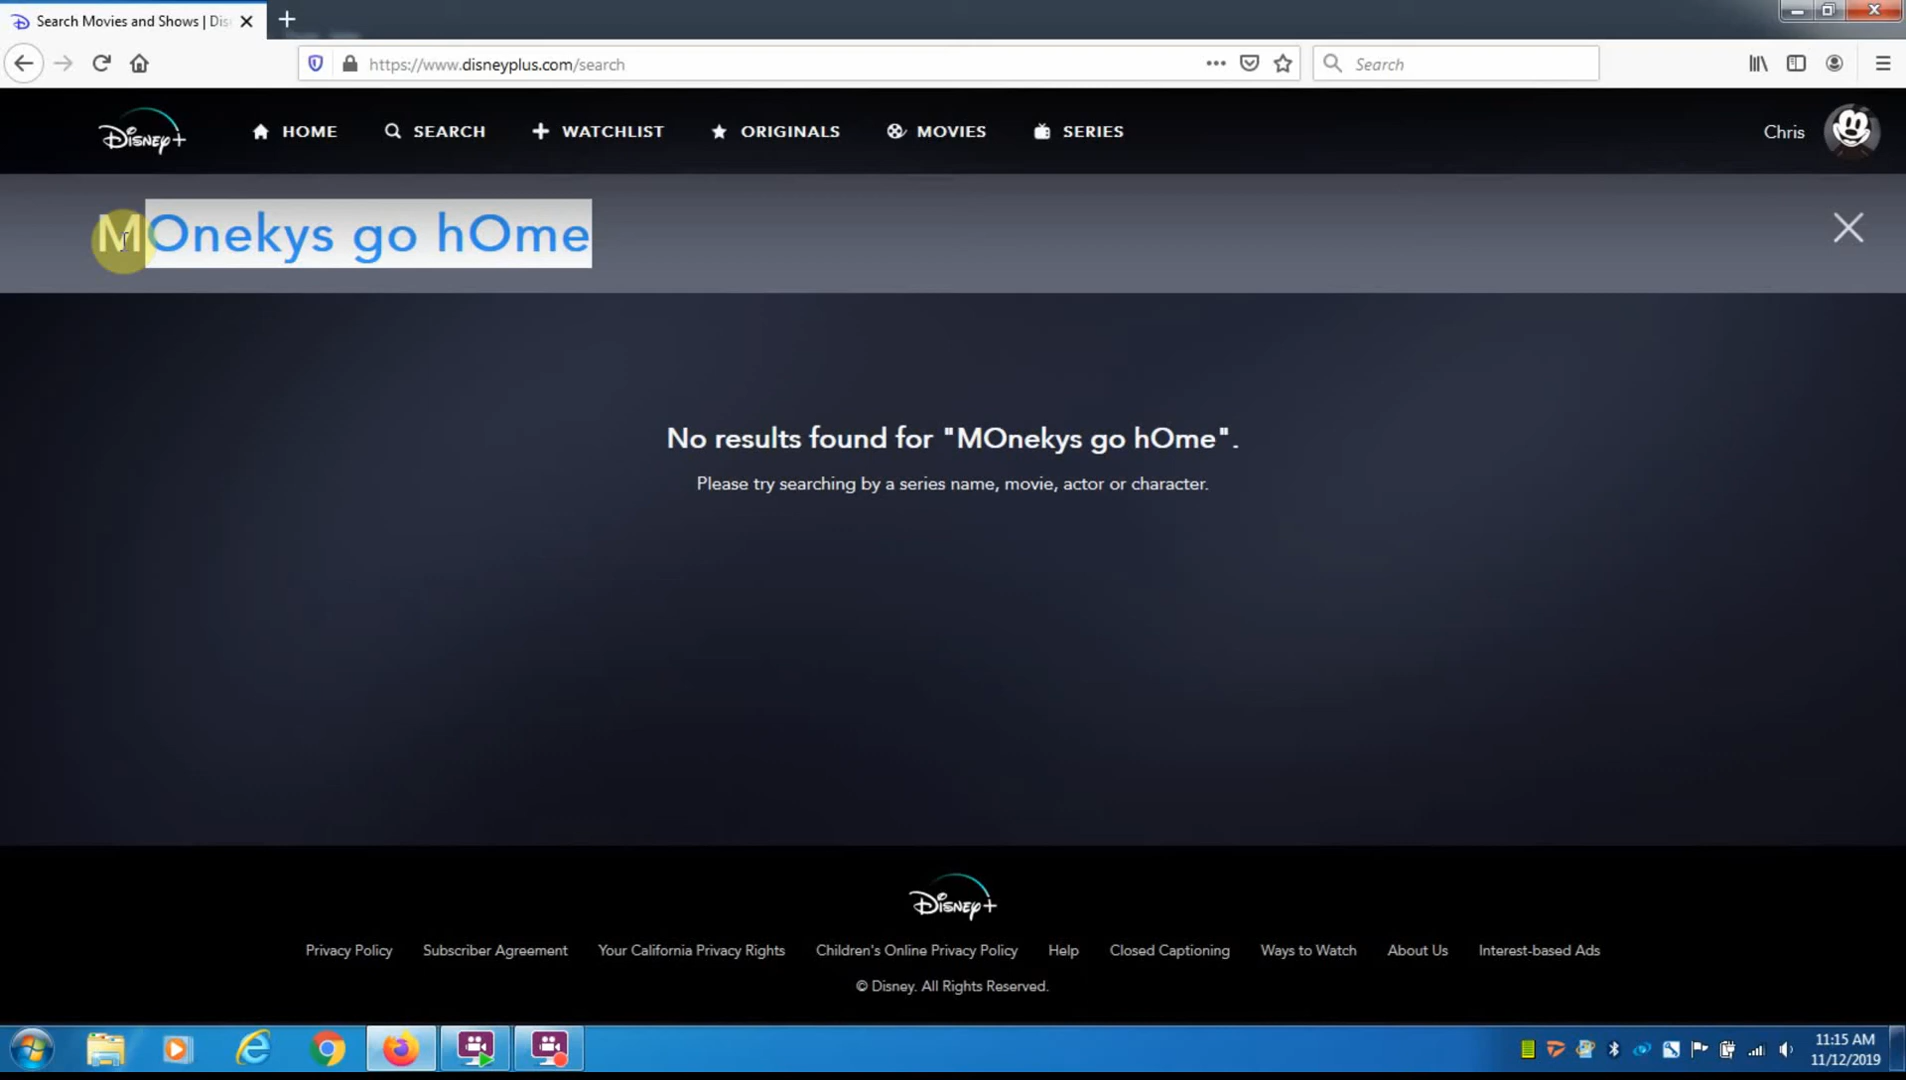 Search Movies and Shows | Dis
https://www.disneyplus.com/search
Search
Disney+
HOME
SEARCH
WATCHLIST
ORIGINALS
MOVIES
SERIES
Chris
MOnekys go hOme
No results found for "MOnekys go hOme".
Please try searching by a series name, movie, actor or character.
Disney+
Privacy Policy
Subscriber Agreement
Your California Privacy Rights
Children's Online Privacy Policy
Help
Closed Captioning
Ways to Watch
About Us
Interest-based Ads
© Disney. All Rights Reserved.
11:15 AM
11/12/2019